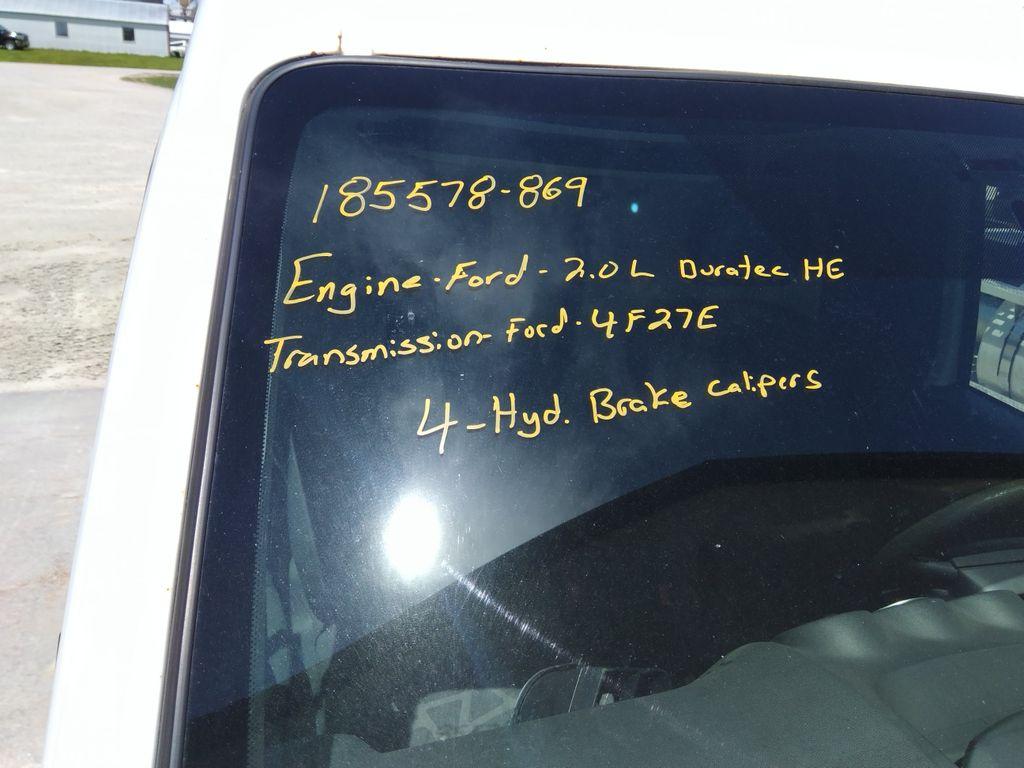 185578-869
Engine-Ford-2.0L Duratec HE
Transmission-Ford-4F27E
4-Hyd. Brake calipers